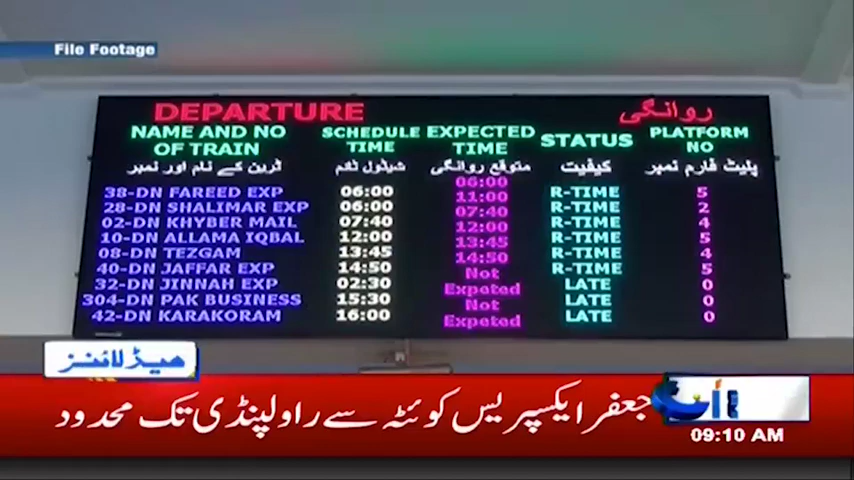 File Footage
DEPARTURE روانگی
NAME AND NO OF TRAIN SCHEDULE TIME EXPECTED TIME STATUS PLATFORM NO
ٹرین کے نام اور نمبر شیڈول ٹائم متوقع روانگی کیفیت پلیٹ فارم نمبر
38-DN FAREED EXP 06:00 06:00 R-TIME 5
28-DN SHALIMAR EXP 06:00 11:00 R-TIME 2
02-DN KHYBER MAIL 07:40 07:40 R-TIME 4
10-DN ALLAMA IQBAL 12:00 12:00 R-TIME 5
08-DN TEZGAM 13:45 13:45 R-TIME 4
40-DN JAFFAR EXP 14:50 14:50 R-TIME 5
32-DN JINNAH EXP 02:30 Not Expeted LATE 0
304-DN PAK BUSINESS 15:30 Not Expeted LATE 0
42-DN KARAKORAM 16:00 LATE 0
ہیڈلائنز
جعفر ایکسپریس کوئٹہ سے راولپنڈی تک محدود
09:10 AM